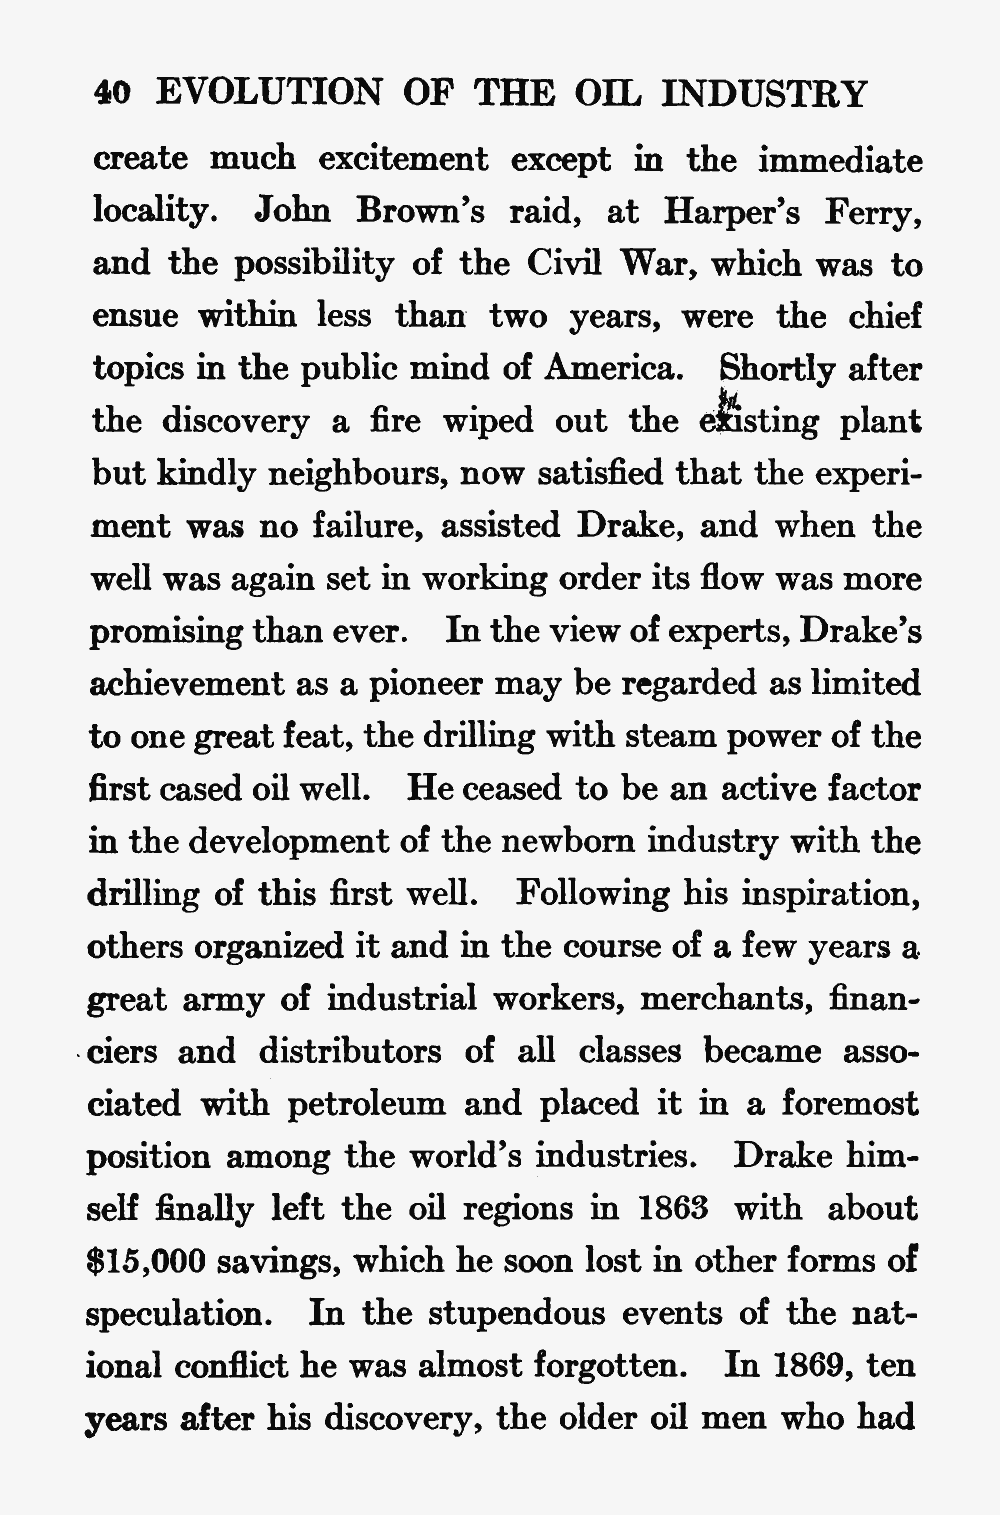 40 EVOLUTION OF THE OIL INDUSTRY
create much excitement except in the immediate
locality. John Brown's raid, at Harper's Ferry,
and the possibility of the Civil War, which was to
ensue within less than two years, were the chief
topics in the public mind of America. Shortly after
the discovery a fire wiped out the existing plant
but kindly neighbours, now satisfied that the experi-
ment was no failure, assisted Drake, and when the
well was again set in working order its flow was more
promising than ever. In the view of experts, Drake's
achievement as a pioneer may be regarded as limited
to one great feat, the drilling with steam power of the
first cased oil well. He ceased to be an active factor
in the development of the newborn industry with the
drilling of this first well. Following his inspiration,
others organized it and in the course of a few years a
great army of industrial workers, merchants, finan-
ciers and distributors of all classes became asso-
ciated with petroleum and placed it in a foremost
position among the world's industries. Drake him-
self finally left the oil regions in 1863 with about
$15,000 savings, which he soon lost in other forms of
speculation. In the stupendous events of the nat-
ional conflict he was almost forgotten. In 1869, ten
years after his discovery, the older oil men who had